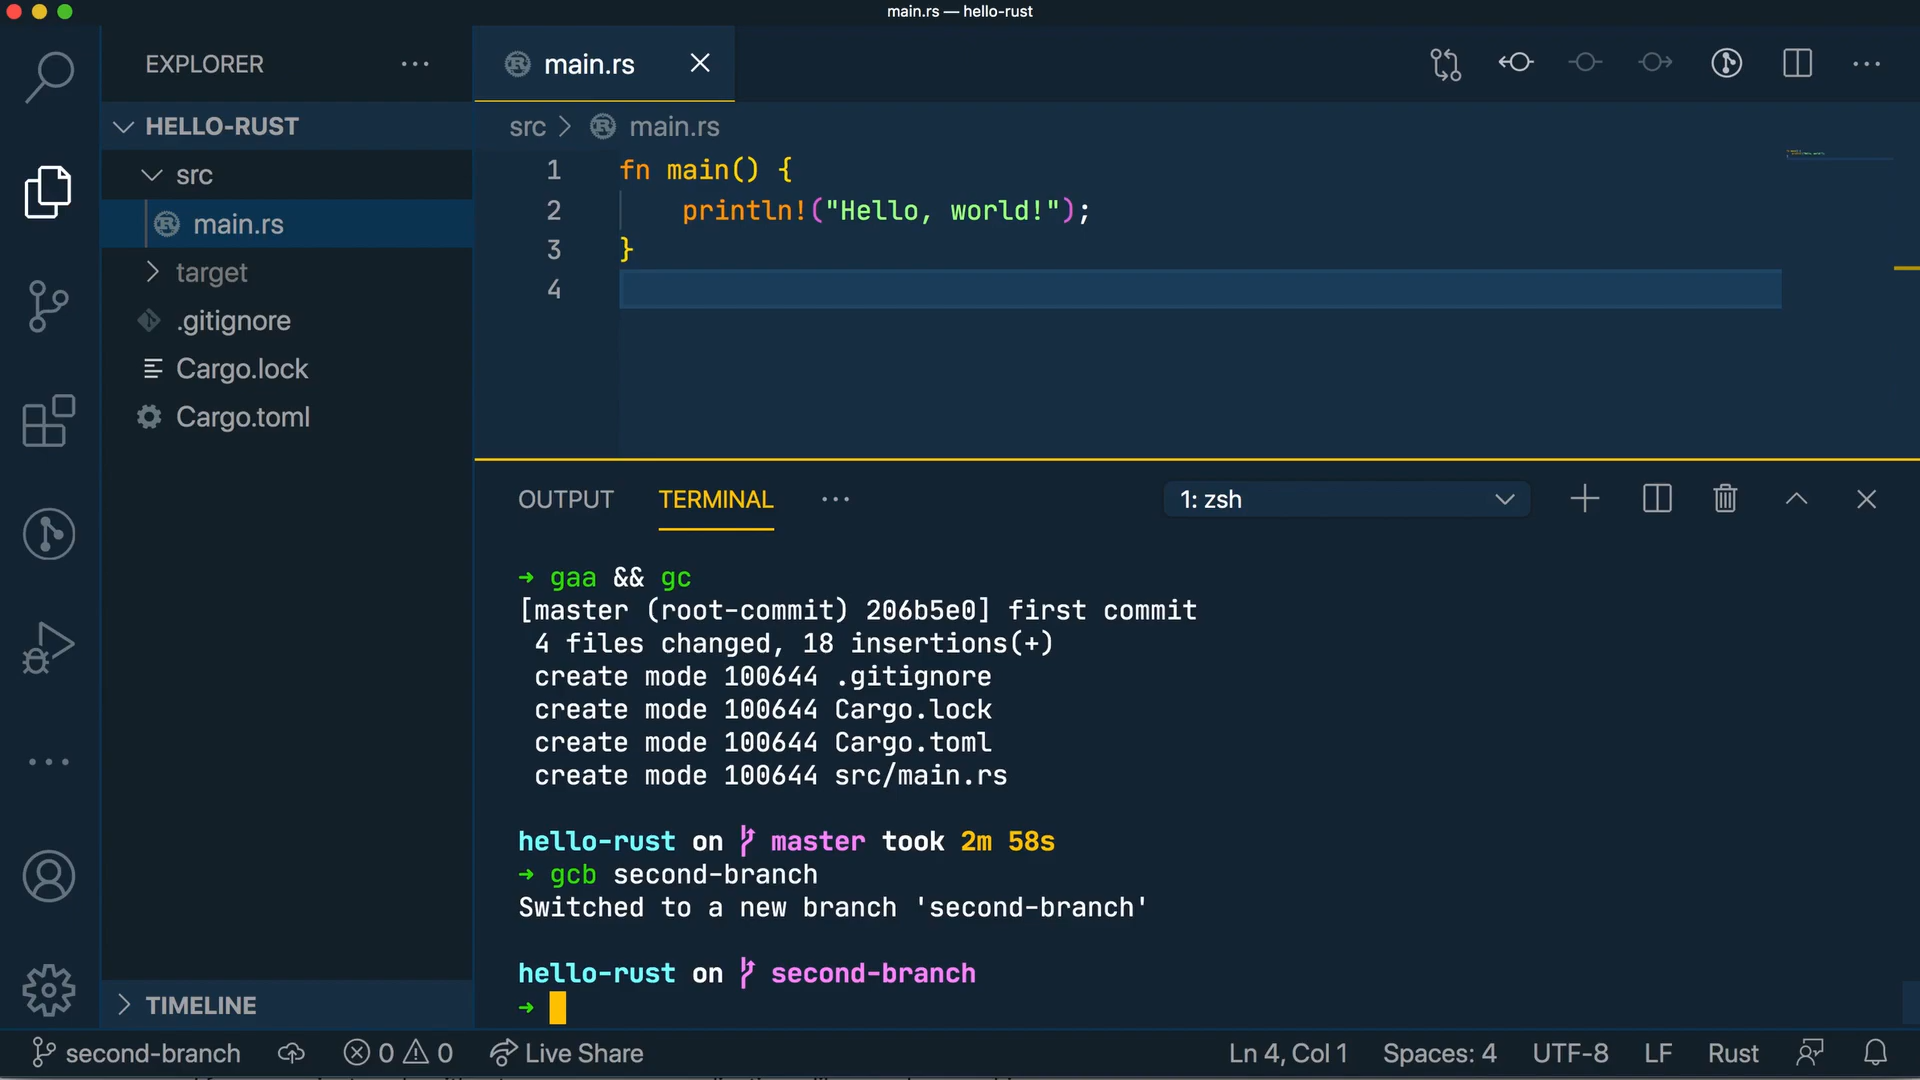 main.rs — hello-rust
EXPLORER
HELLO-RUST
src
main.rs
target
.gitignore
Cargo.lock
Cargo.toml
TIMELINE
main.rs
src > main.rs
1 fn main() {
2     println!("Hello, world!");
3 }
4
OUTPUT TERMINAL
1: zsh
➜ gaa && gc
[master (root-commit) 206b5e0] first commit
 4 files changed, 18 insertions(+)
 create mode 100644 .gitignore
 create mode 100644 Cargo.lock
 create mode 100644 Cargo.toml
 create mode 100644 src/main.rs
hello-rust on master took 2m 58s
➜ gcb second-branch
Switched to a new branch 'second-branch'
hello-rust on second-branch
➜
second-branch 0 0 Live Share Ln 4, Col 1 Spaces: 4 UTF-8 LF Rust